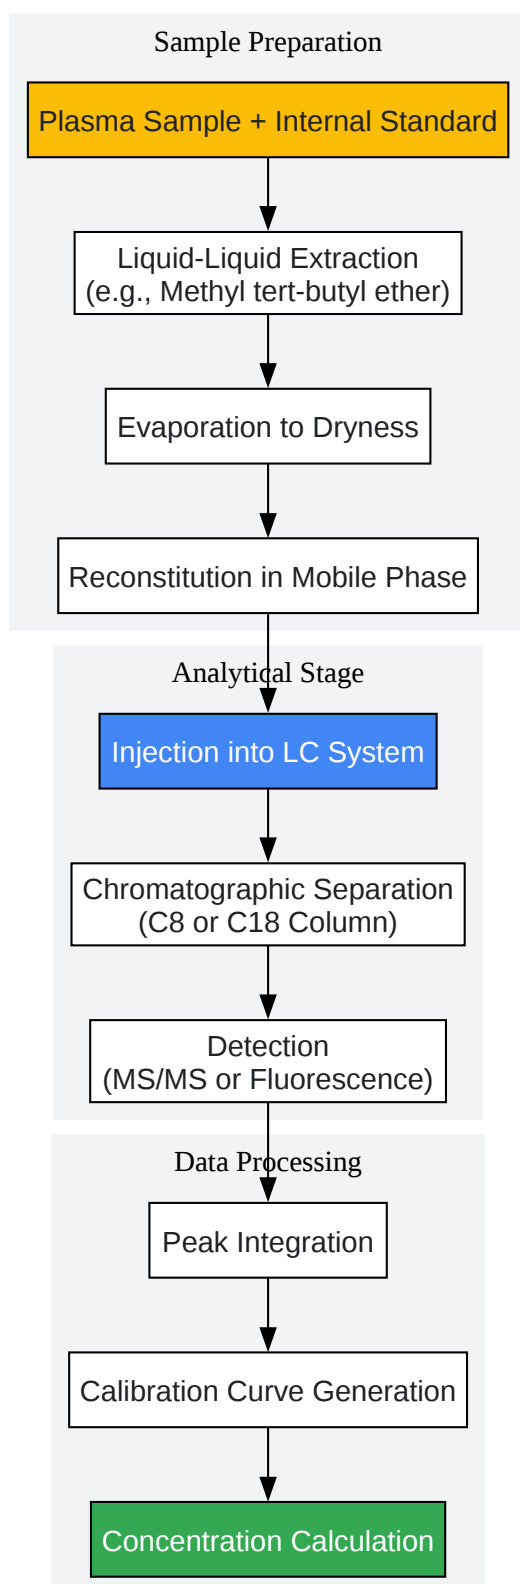 Sample Preparation
Plasma Sample + Internal Standard
Liquid-Liquid Extraction
(e.g., Methyl tert-butyl ether)
Evaporation to Dryness
Reconstitution in Mobile Phase
Analytical Stage
Injection into LC System
Chromatographic Separation
(C8 or C18 Column)
Detection
(MS/MS or Fluorescence)
Data Processing
Peak Integration
Calibration Curve Generation
Concentration Calculation